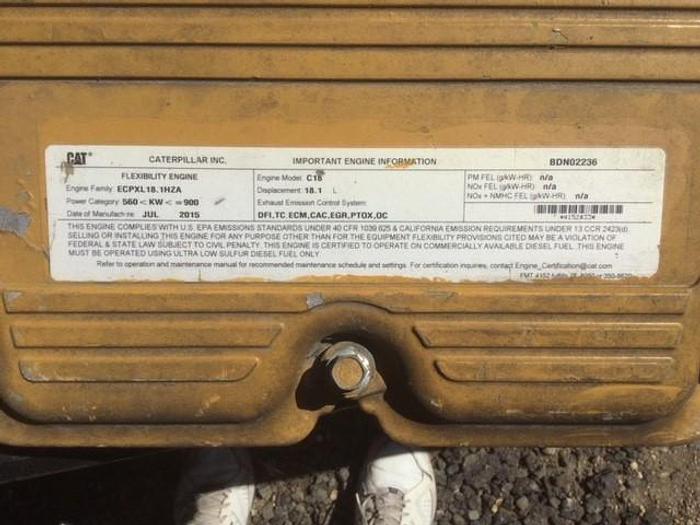 CAT® CATERPILLAR INC. IMPORTANT ENGINE INFORMATION BDN02236
FLEXIBILITY ENGINE
Engine Family: ECPXL18.1HZA
Power Category: 560 < KW < = 900
Date of Manufacture: JUL 2015
Engine Model: C18
Displacement: 18.1 L
Exhaust Emission Control System:
DFI,TC,ECM,CAC,EGR,PTOX,OC
PM FEL (g/kW-HR): n/a
NOx FEL (g/kW-HR): n/a
NOx + NMHC FEL (g/kW-HR): n/a
THIS ENGINE COMPLIES WITH U.S. EPA EMISSIONS STANDARDS UNDER 40 CFR 1039.625 & CALIFORNIA EMISSION REQUIREMENTS UNDER 13 CCR 2423(d).
SELLING OR INSTALLING THIS ENGINE FOR ANY PURPOSE OTHER THAN FOR THE EQUIPMENT FLEXIBILITY PROVISIONS CITED MAY BE A VIOLATION OF
FEDERAL & STATE LAW SUBJECT TO CIVIL PENALTY. THIS ENGINE IS CERTIFIED TO OPERATE ON COMMERCIALLY AVAILABLE DIESEL FUEL. THIS ENGINE
MUST BE OPERATED USING ULTRA LOW SULFUR DIESEL FUEL ONLY.
Refer to operation and maintenance manual for recommended maintenance schedule and settings. For certification inquiries, contact Engine_Certification@cat.com